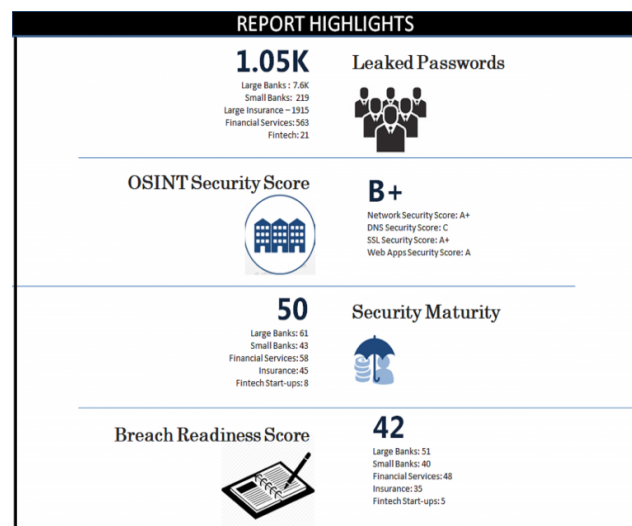 REPORT HIGHLIGHTS
1.05K
Large Banks : 7.6K
Small Banks: 219
Large Insurance – 1915
Financial Services: 563
Fintech: 21
Leaked Passwords
OSINT Security Score
B+
Network Security Score: A+
DNS Security Score: C
SSL Security Score: A+
Web Apps Security Score: A
50
Large Banks: 61
Small Banks: 43
Financial Services: 58
Insurance: 45
Fintech Start-ups: 8
Security Maturity
Breach Readiness Score
42
Large Banks: 51
Small Banks: 40
Financial Services: 48
Insurance: 35
Fintech Start-ups: 5